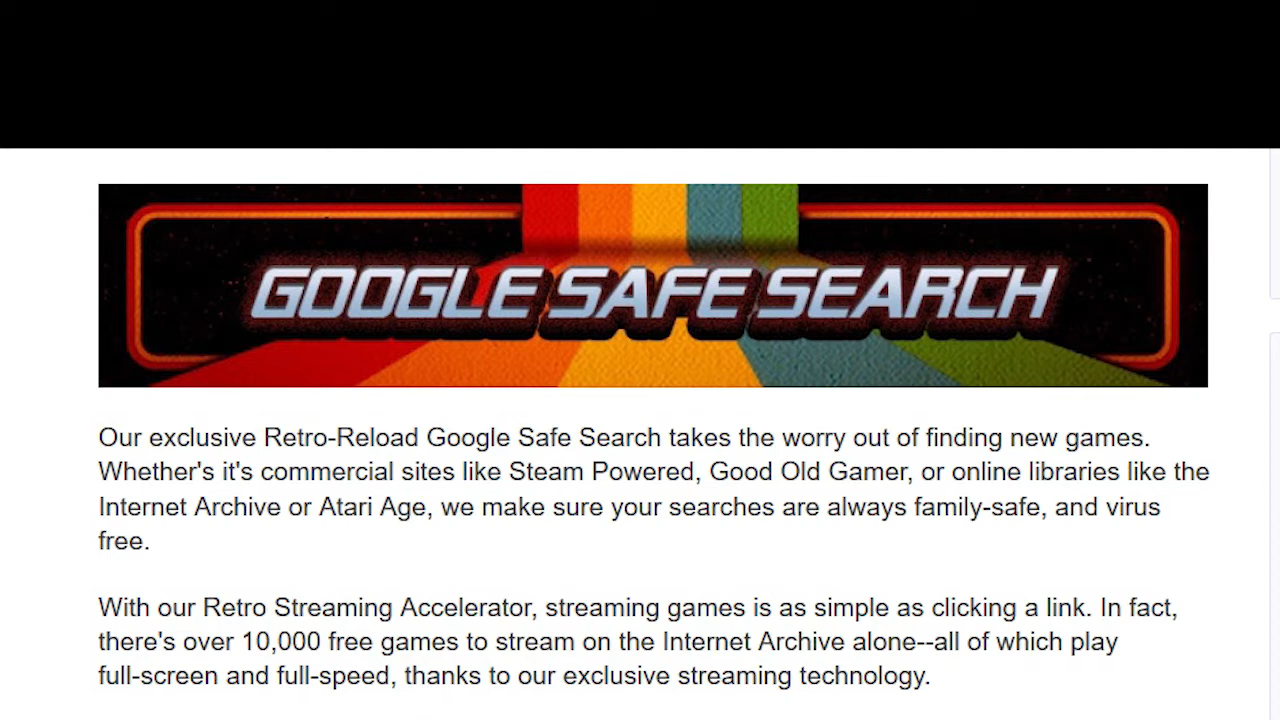 GOOGLE SAFE SEARCH
Our exclusive Retro-Reload Google Safe Search takes the worry out of finding new games.
Whether's it's commercial sites like Steam Powered, Good Old Gamer, or online libraries like the
Internet Archive or Atari Age, we make sure your searches are always family-safe, and virus
free.
With our Retro Streaming Accelerator, streaming games is as simple as clicking a link. In fact,
there's over 10,000 free games to stream on the Internet Archive alone--all of which play
full-screen and full-speed, thanks to our exclusive streaming technology.